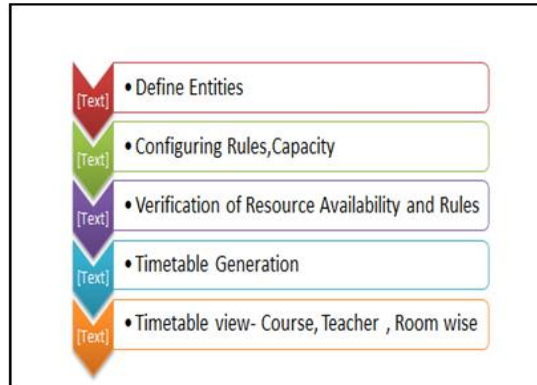 [Text]
• Define Entities
[Text]
• Configuring Rules,Capacity
[Text]
• Verification of Resource Availability and Rules
[Text]
• Timetable Generation
[Text]
• Timetable view- Course, Teacher , Room wise